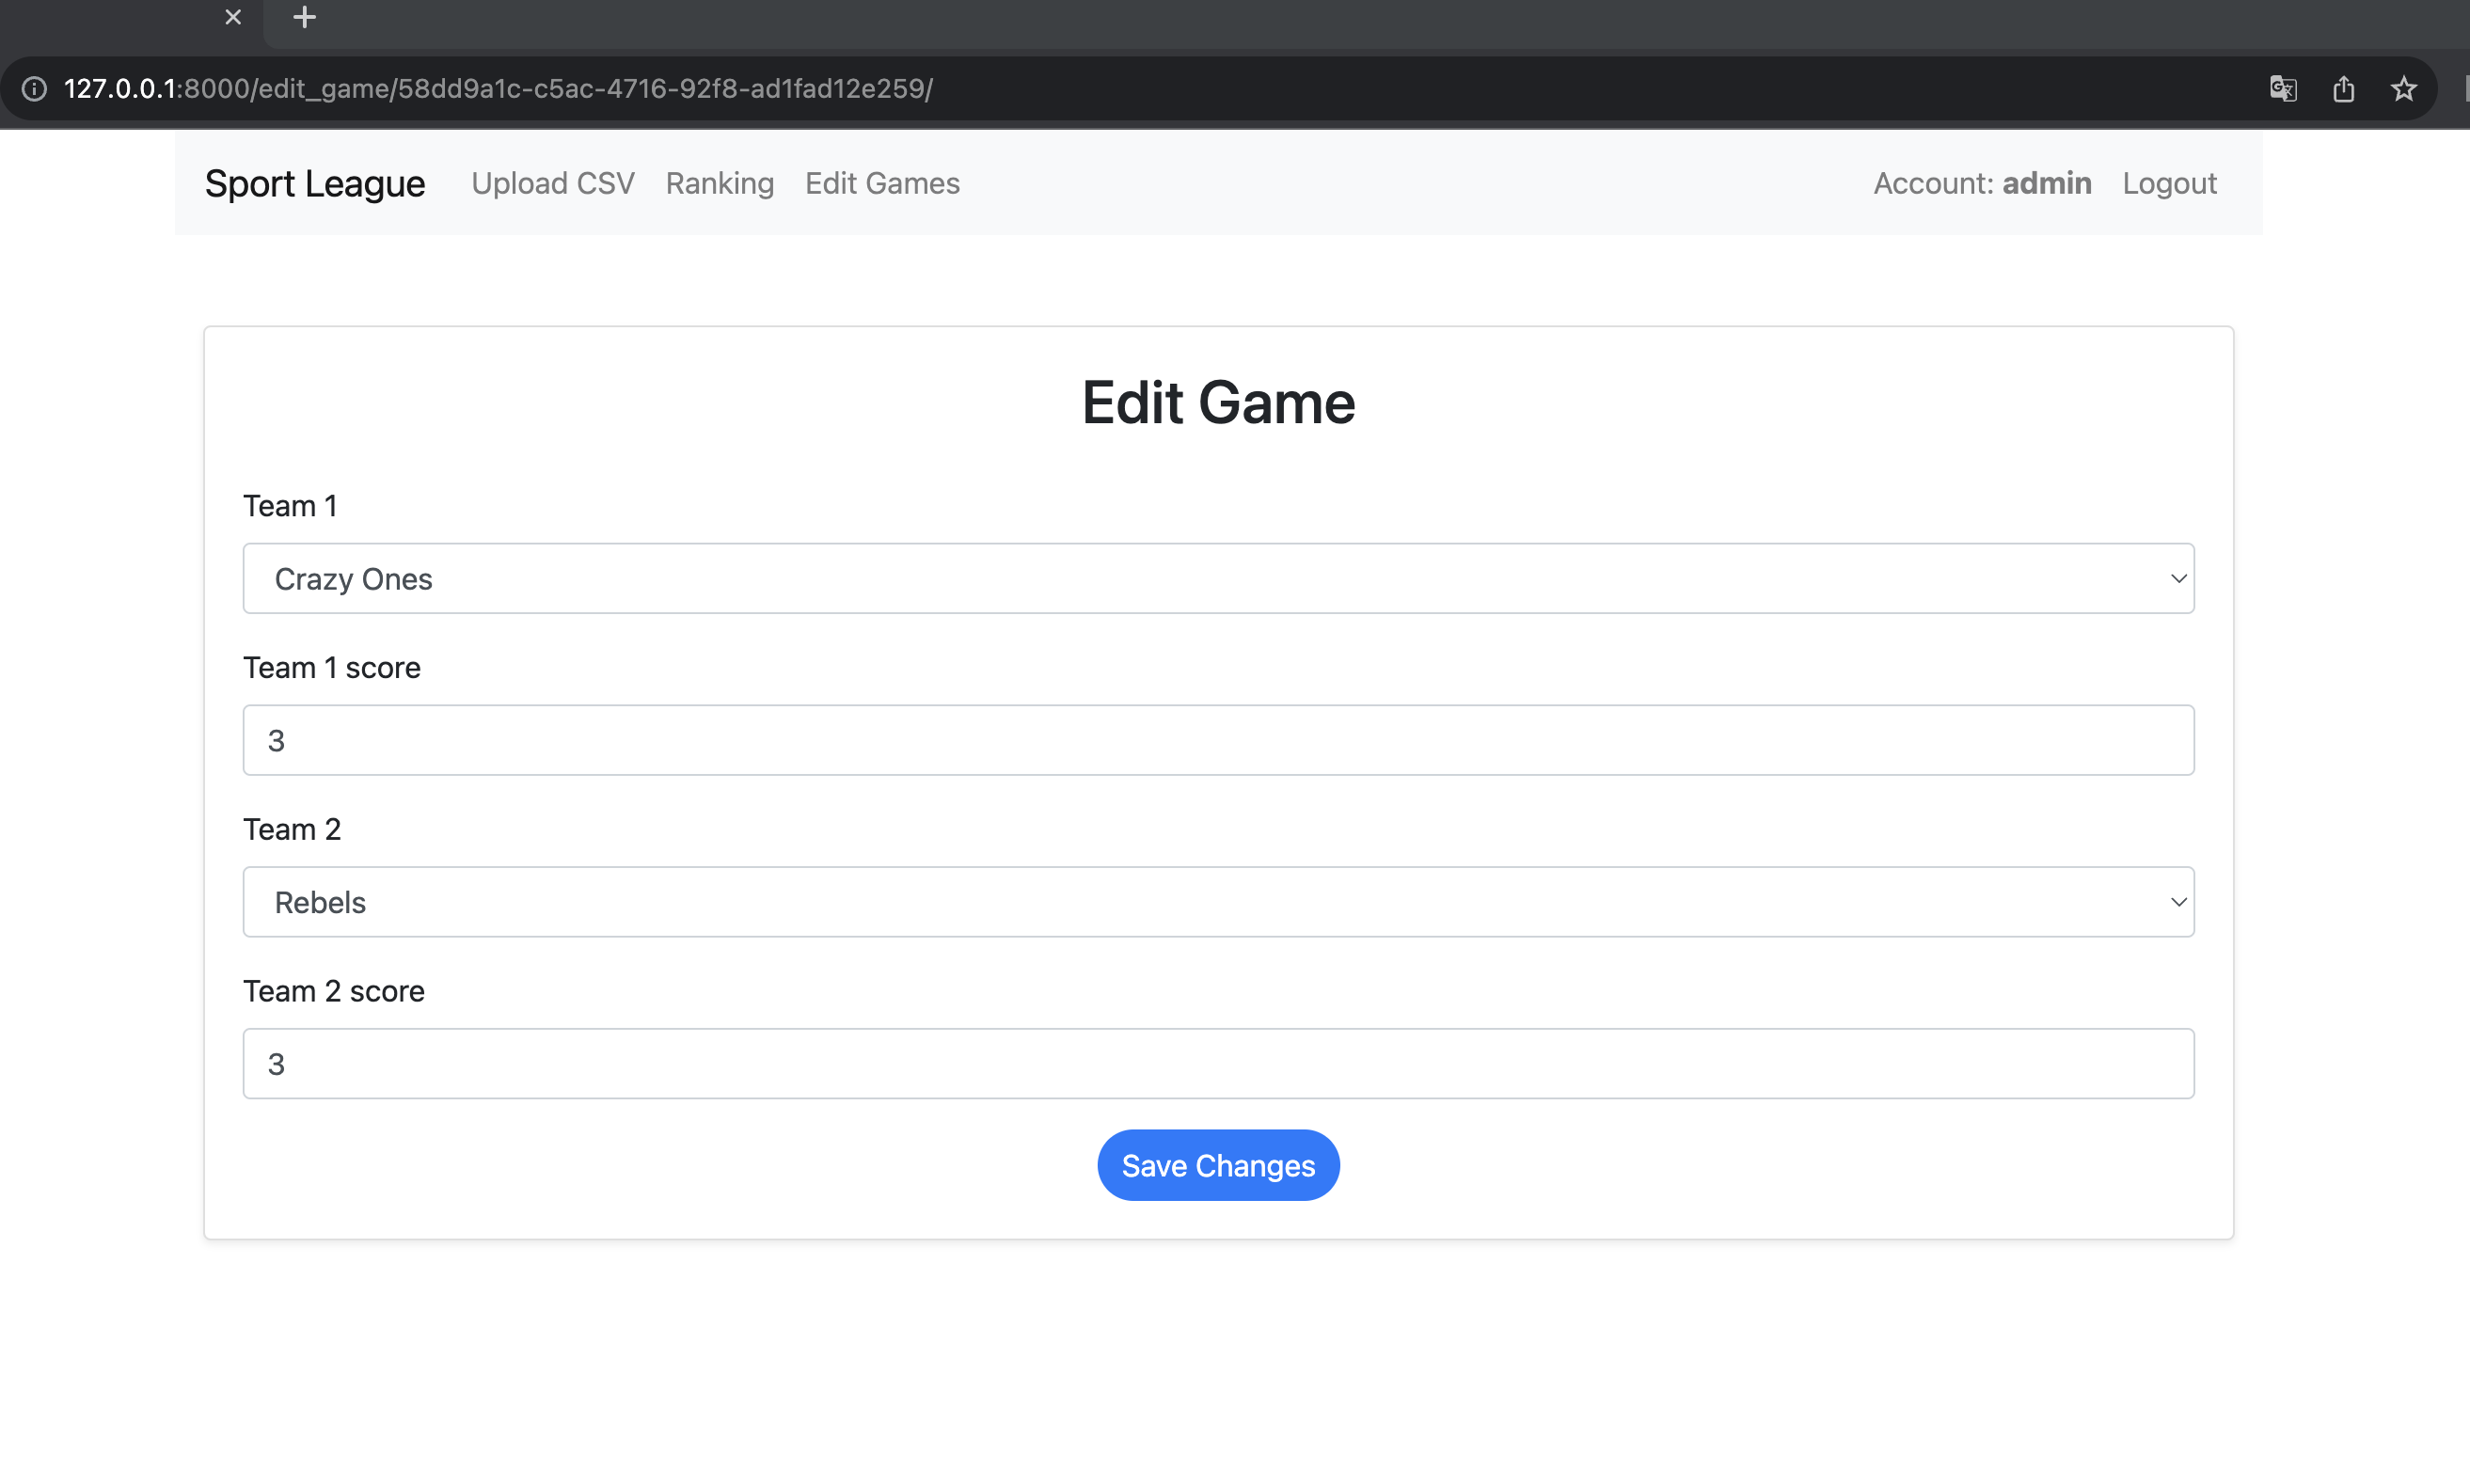 127.0.0.1:8000/edit_game/58dd9a1c-c5ac-4716-92f8-ad1fad12e259/
Sport League Upload CSV Ranking Edit Games Account: admin Logout
Edit Game
Team 1
Crazy Ones
Team 1 score
3
Team 2
Rebels
Team 2 score
3
Save Changes